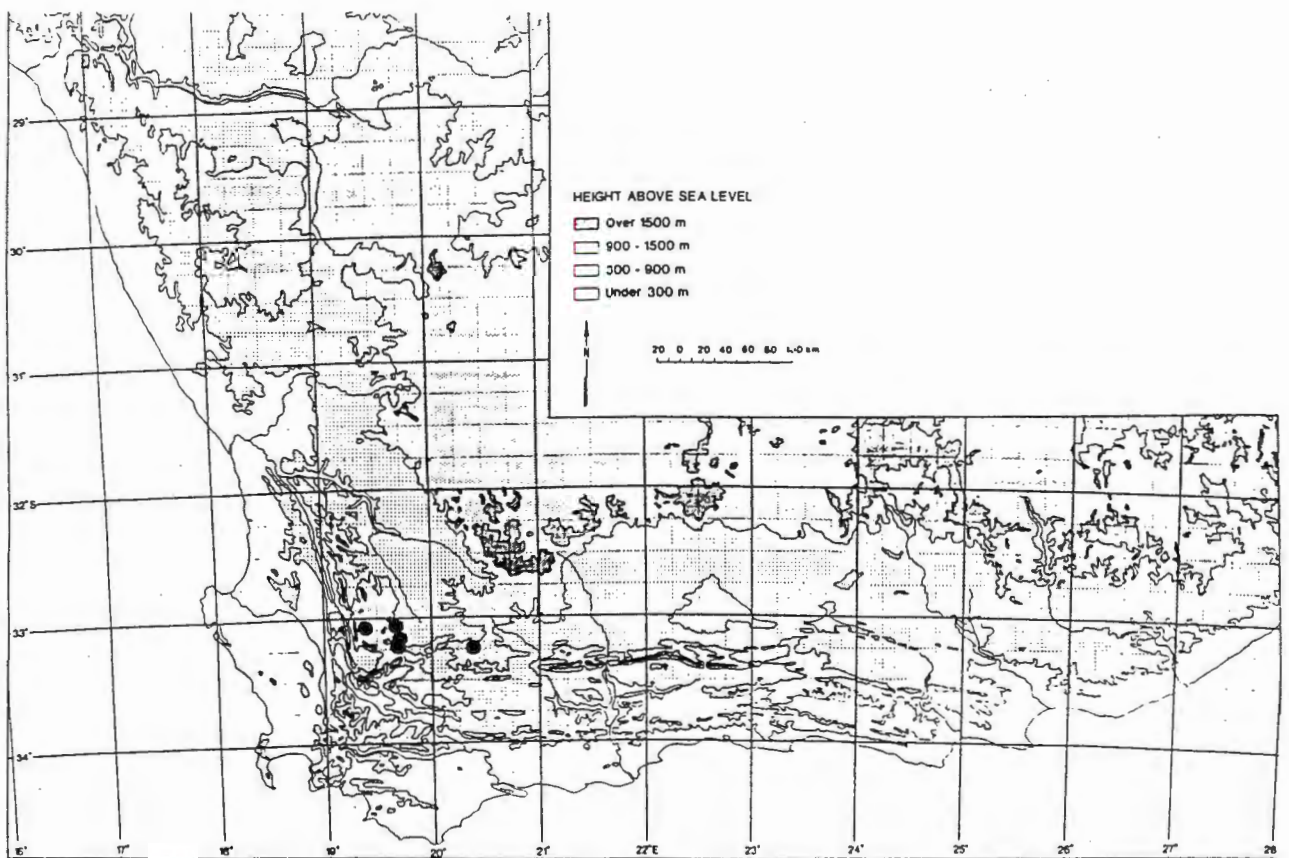 HEIGHT ABOVE SEA LEVEL
Over 1500 m
900 - 1500 m
300 - 900 m
Under 300 m
N
20 0 20 40 60 80 km
29°
30°
31°
32°S
33°
34°
17° 18° 19° 20° 21° 22°E 23° 24° 25° 26° 27° 28